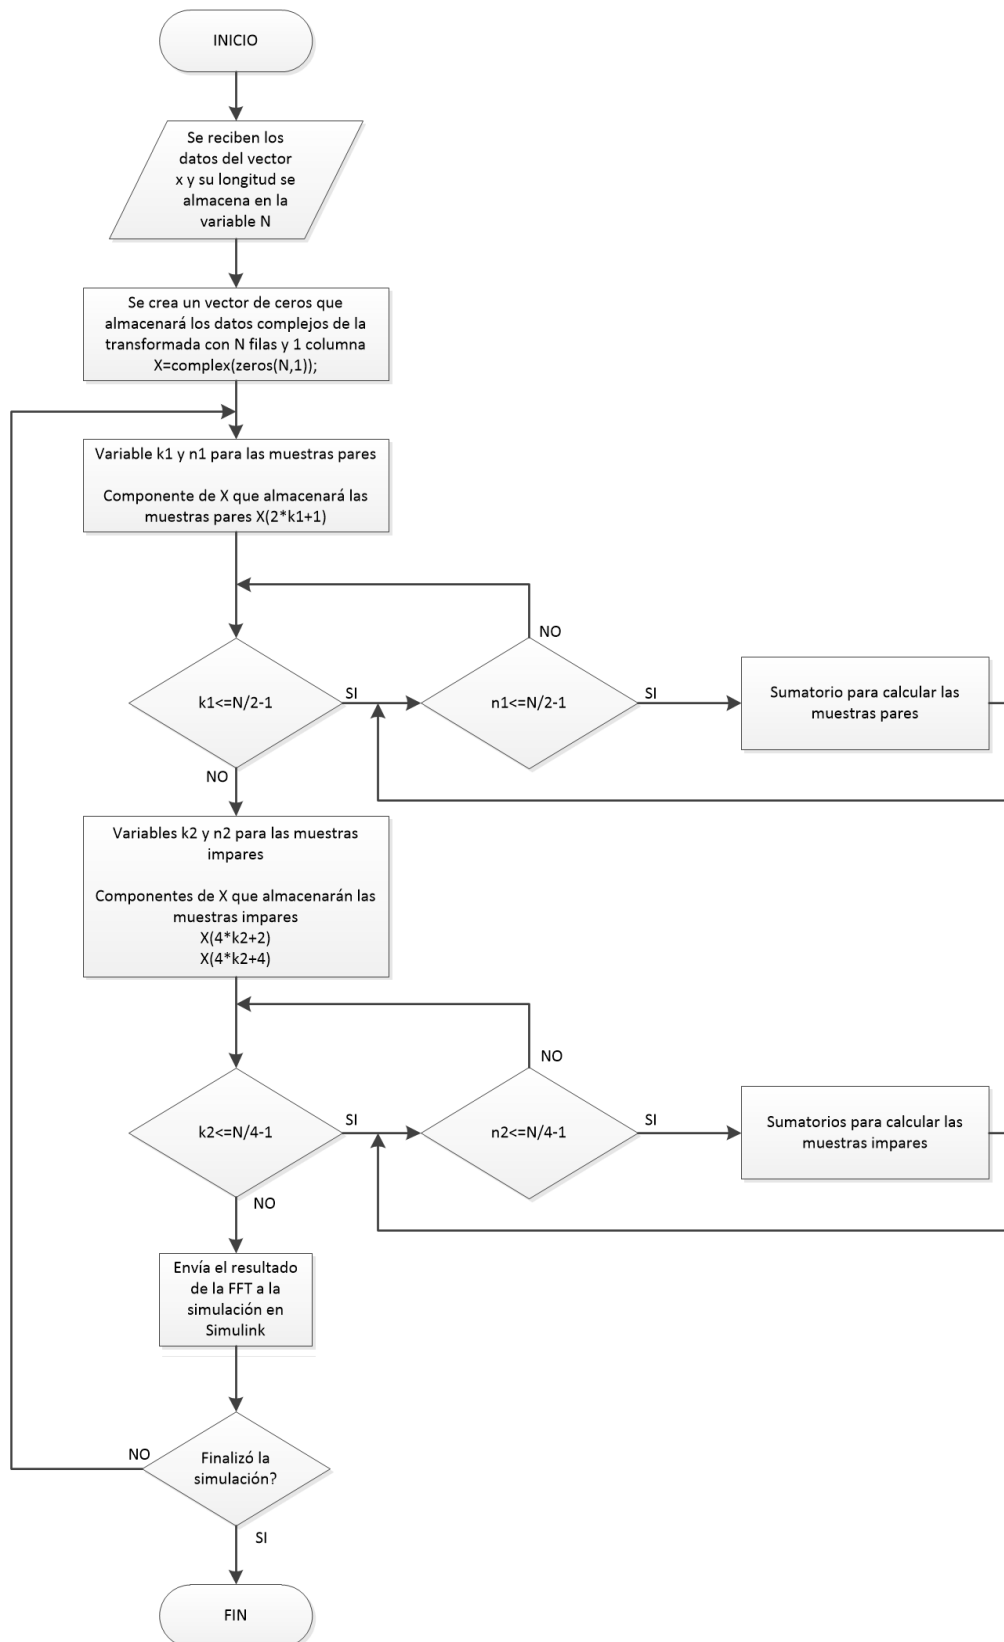 INICIO
Se reciben los
datos del vector
x y su longitud se
almacena en la
variable N
Se crea un vector de ceros que
almacenará los datos complejos de la
transformada con N filas y 1 columna
X=complex(zeros(N,1));
Variable k1 y n1 para las muestras pares
Componente de X que almacenará las
muestras pares X(2*k1+1)
k1<=N/2-1
SI
NO
n1<=N/2-1
NO
SI
Sumatorio para calcular las
muestras pares
Variables k2 y n2 para las muestras
impares
Componentes de X que almacenarán las
muestras impares
X(4*k2+2)
X(4*k2+4)
k2<=N/4-1
SI
NO
n2<=N/4-1
NO
SI
Sumatorios para calcular las
muestras impares
Envía el resultado
de la FFT a la
simulación en
Simulink
NO
Finalizó la
simulación?
SI
FIN